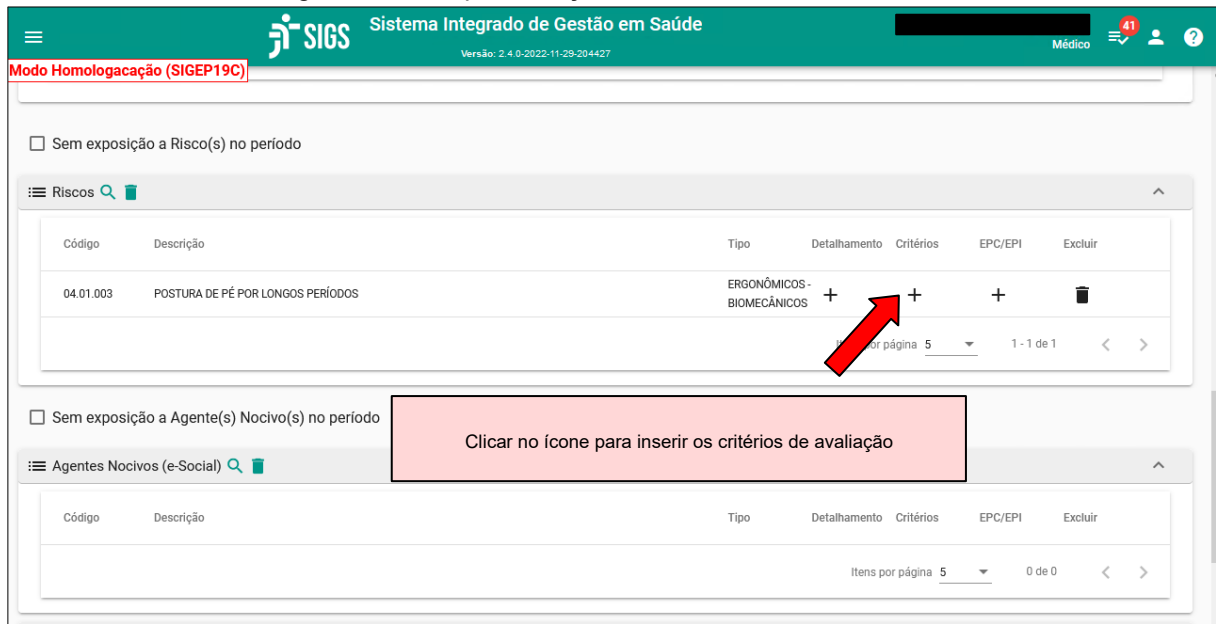 SIGS
Sistema Integrado de Gestão em Saúde
Versão: 2.4.0-2022-11-29-204427
Médico
41
Modo Homologacação (SIGEP19C)
Sem exposição a Risco(s) no período
Riscos
Código Descrição Tipo Detalhamento Critérios EPC/EPI Excluir
04.01.003 POSTURA DE PÉ POR LONGOS PERÍODOS ERGONÔMICOS -
BIOMECÂNICOS
por página 5 1 - 1 de 1
Sem exposição a Agente(s) Nocivo(s) no período
Clicar no ícone para inserir os critérios de avaliação
Agentes Nocivos (e-Social)
Código Descrição Tipo Detalhamento Critérios EPC/EPI Excluir
Itens por página 5 0 de 0